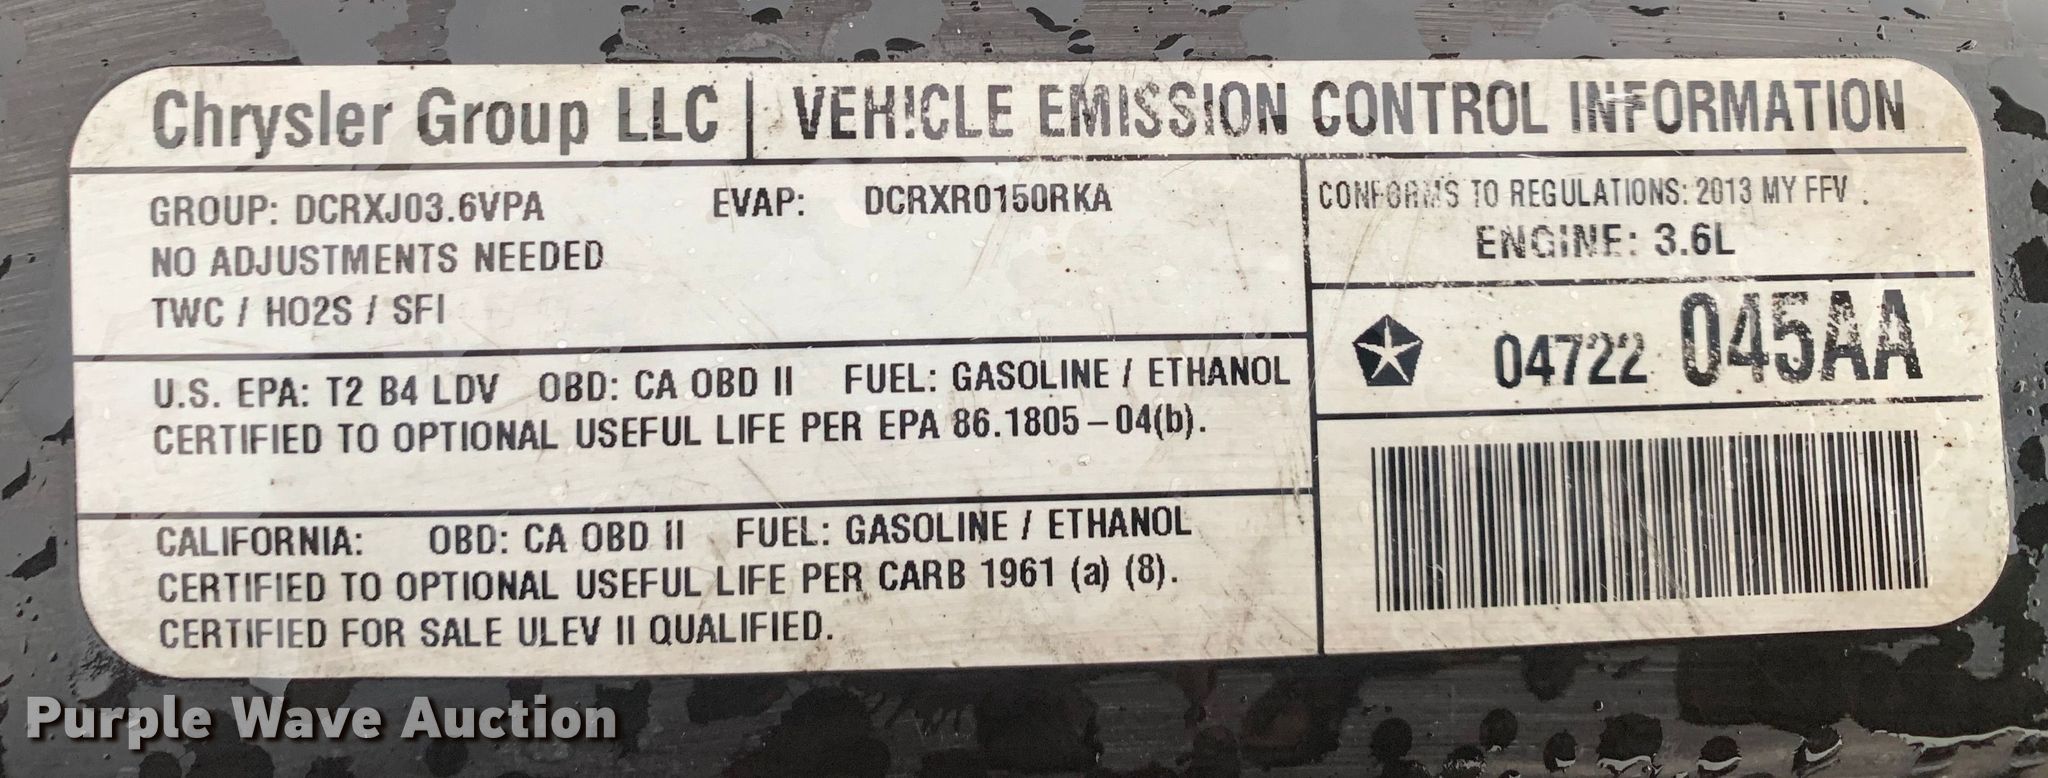 Chrysler Group LLC | VEHICLE EMISSION CONTROL INFORMATION
GROUP: DCRXJ03.6VPA EVAP: DCRXR0150RKA
NO ADJUSTMENTS NEEDED
TWC / HO2S / SFI
CONFORMS TO REGULATIONS: 2013 MY FFV .
ENGINE: 3.6L
04722 045AA
U.S. EPA: T2 B4 LDV OBD: CA OBD II FUEL: GASOLINE / ETHANOL
CERTIFIED TO OPTIONAL USEFUL LIFE PER EPA 86.1805-04(b).
CALIFORNIA: OBD: CA OBD II FUEL: GASOLINE / ETHANOL
CERTIFIED TO OPTIONAL USEFUL LIFE PER CARB 1961 (a) (8).
CERTIFIED FOR SALE ULEV II QUALIFIED.
Purple Wave Auction